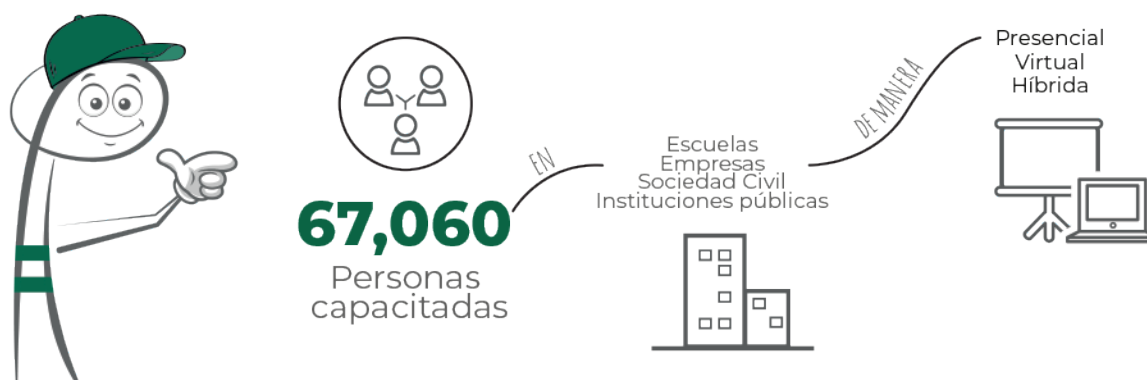 67,060
Personas
capacitadas
EN
Escuelas
Empresas
Sociedad Civil
Instituciones públicas
DE MANERA
Presencial
Virtual
Híbrida